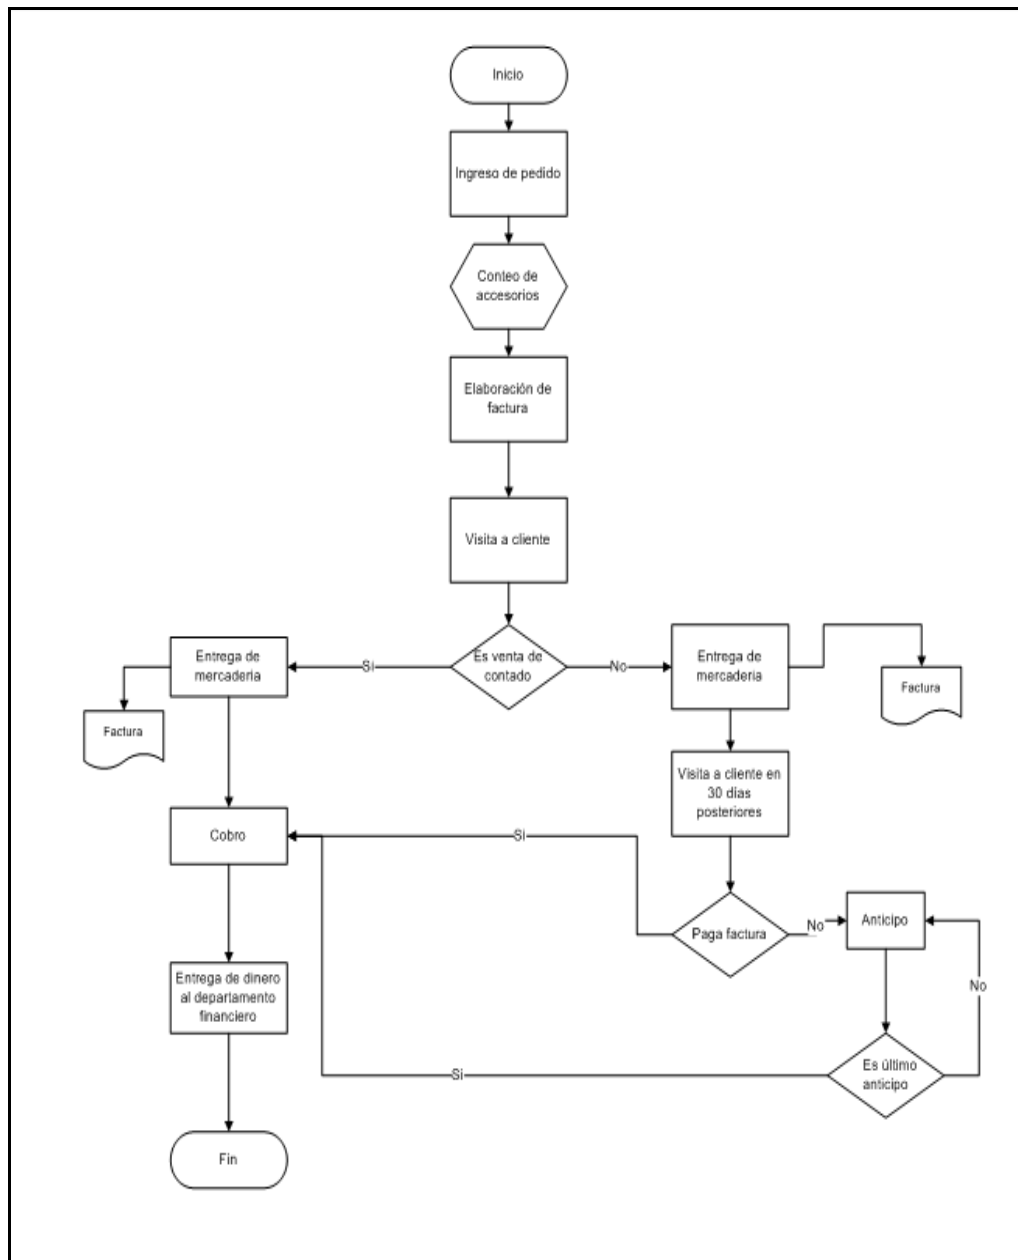 Inicio
Ingreso de pedido
Conteo de
accesorios
Elaboración de
factura
Visita a cliente
Es venta de
contado
Si
No
Entrega de
mercadería
Factura
Entrega de
mercadería
Factura
Visita a cliente en
30 días
posteriores
Cobro
Si
Paga factura
No
Anticipo
Entrega de dinero
al departamento
financiero
No
Es último
anticipo
Si
Fin